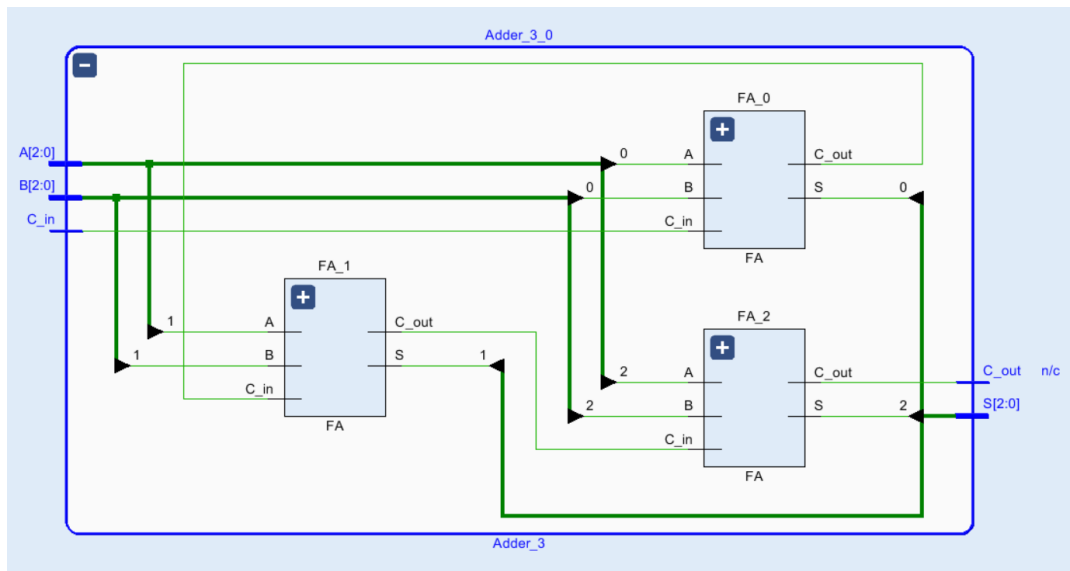 Adder_3_0
−
FA_0
+
A[2:0]
0
A
C_out
B[2:0]
0
B
S
0
C_in
C_in
FA
FA_1
+
1
A
C_out
1
B
S
1
C_in
FA
FA_2
+
2
A
C_out
C_out n/c
2
B
S
2
S[2:0]
C_in
FA
Adder_3